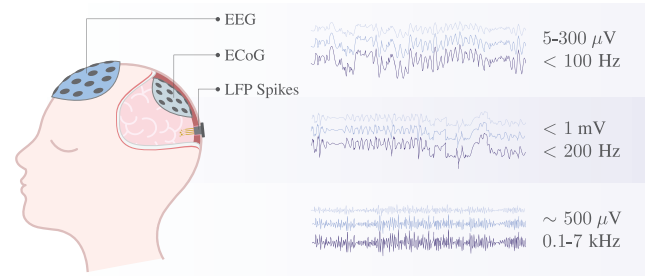 EEG
ECoG
LFP Spikes
5-300 μV
< 100 Hz
< 1 mV
< 200 Hz
∼ 500 μV
0.1-7 kHz